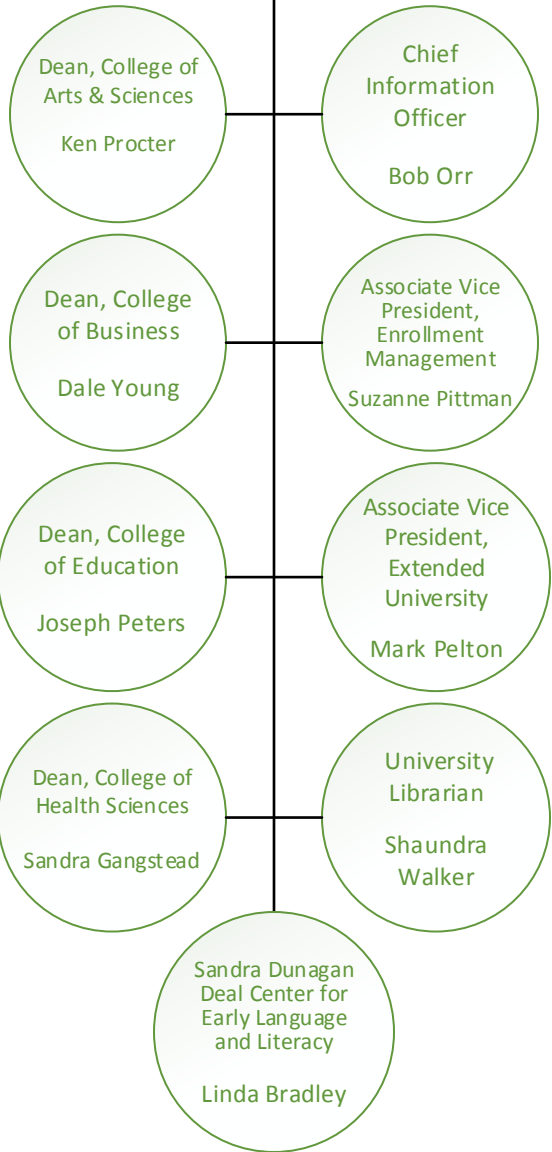 Dean, College of
Arts & Sciences
Ken Procter
Chief
Information
Officer
Bob Orr
Dean, College
of Business
Dale Young
Associate Vice
President,
Enrollment
Management
Suzanne Pittman
Dean, College
of Education
Joseph Peters
Associate Vice
President,
Extended
University
Mark Pelton
Dean, College of
Health Sciences
Sandra Gangstead
University
Librarian
Shaundra
Walker
Sandra Dunagan
Deal Center for
Early Language
and Literacy
Linda Bradley